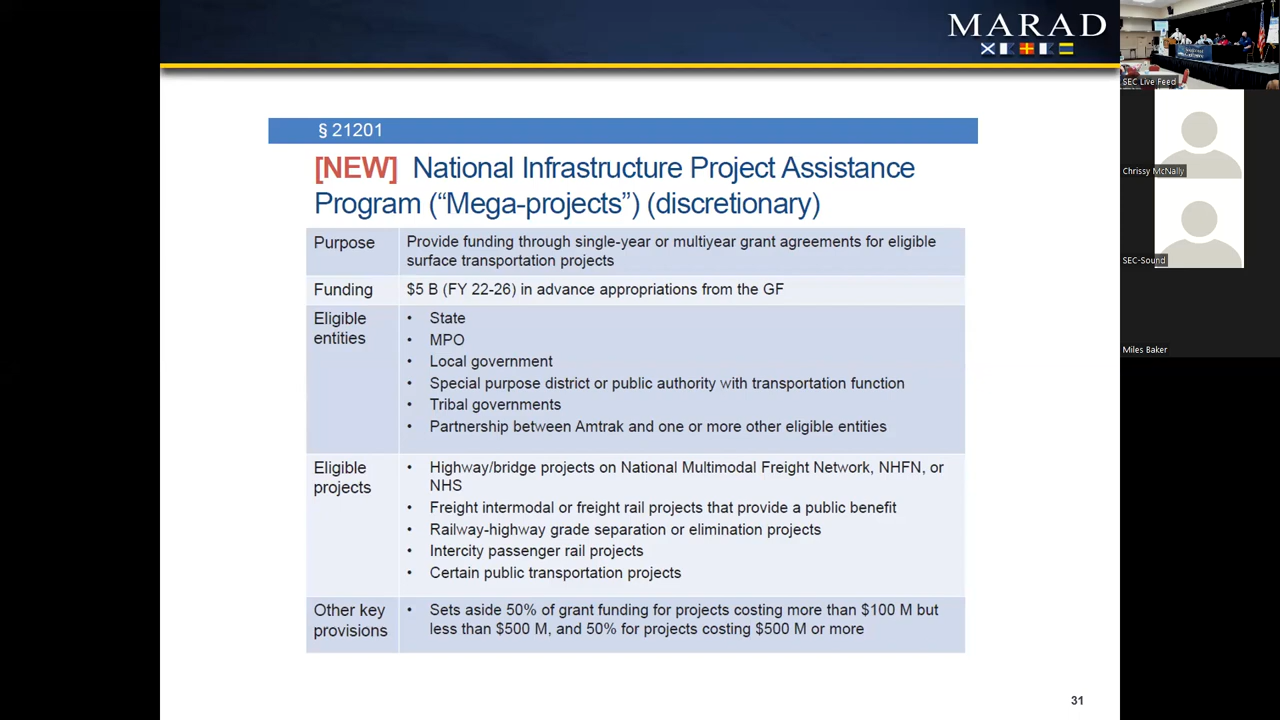 MARAD
SEC Live Feed
Chrissy McNally
SEC-Sound
Miles Baker
§ 21201
[NEW] National Infrastructure Project Assistance
Program (“Mega-projects”) (discretionary)
Purpose
Provide funding through single-year or multiyear grant agreements for eligible
surface transportation projects
Funding
$5 B (FY 22-26) in advance appropriations from the GF
Eligible
entities
• State
• MPO
• Local government
• Special purpose district or public authority with transportation function
• Tribal governments
• Partnership between Amtrak and one or more other eligible entities
Eligible
projects
• Highway/bridge projects on National Multimodal Freight Network, NHFN, or
NHS
• Freight intermodal or freight rail projects that provide a public benefit
• Railway-highway grade separation or elimination projects
• Intercity passenger rail projects
• Certain public transportation projects
Other key
provisions
• Sets aside 50% of grant funding for projects costing more than $100 M but
less than $500 M, and 50% for projects costing $500 M or more
31